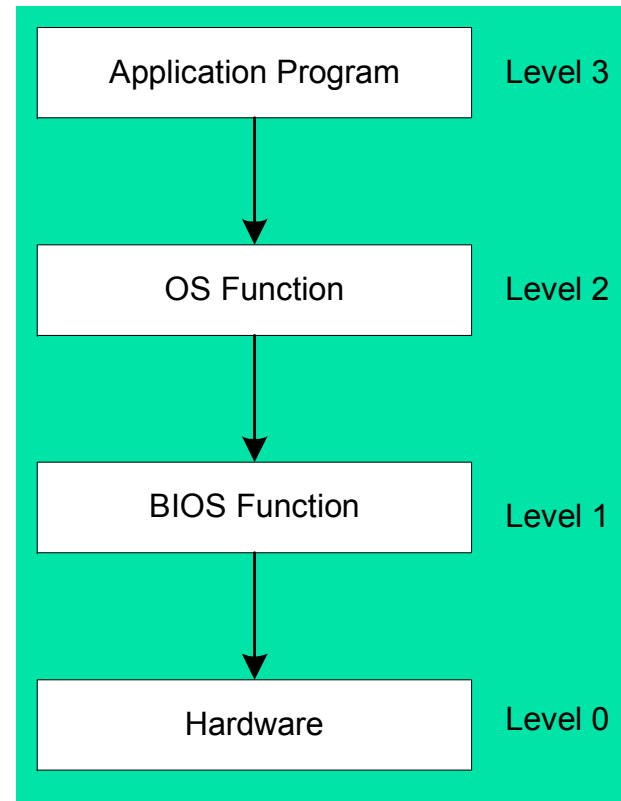 Application Program Level 3
OS Function Level 2
BIOS Function Level 1
Hardware Level 0